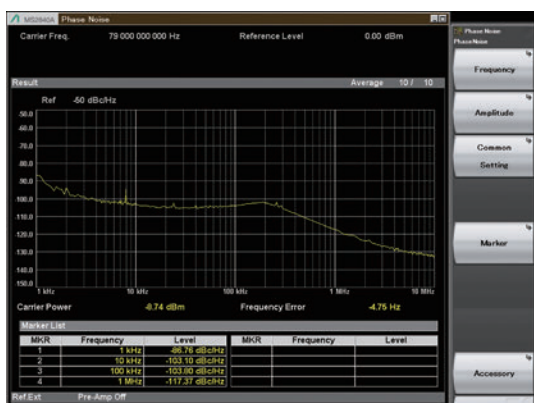 MS2840A Phase Noise
Carrier Freq. 79 000 000 000 Hz Reference Level 0.00 dBm
Result Average 10 / 10
Ref -50 dBc/Hz
-50.0
-60.0
-70.0
-80.0
-90.0
-100.0
-110.0
-120.0
-130.0
-140.0
-150.0
1 kHz 10 kHz 100 kHz 1 MHz 10 MHz
Carrier Power -8.74 dBm Frequency Error -4.75 Hz
Marker List
MKR Frequency Level MKR Frequency Level
1 1 kHz -86.76 dBc/Hz
2 10 kHz -103.10 dBc/Hz
3 100 kHz -103.80 dBc/Hz
4 1 MHz -117.37 dBc/Hz
Ref.Ext Pre-Amp Off
Phase Noise
PhaseNoise
Frequency
Amplitude
Common
Setting
Marker
Accessory